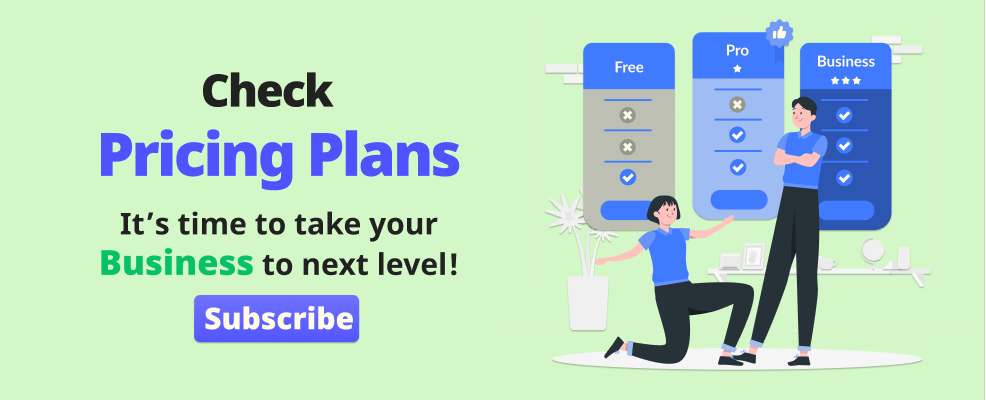 Check
Pricing Plans
It's time to take your
Business to next level!
Subscribe
Free
Pro
Business